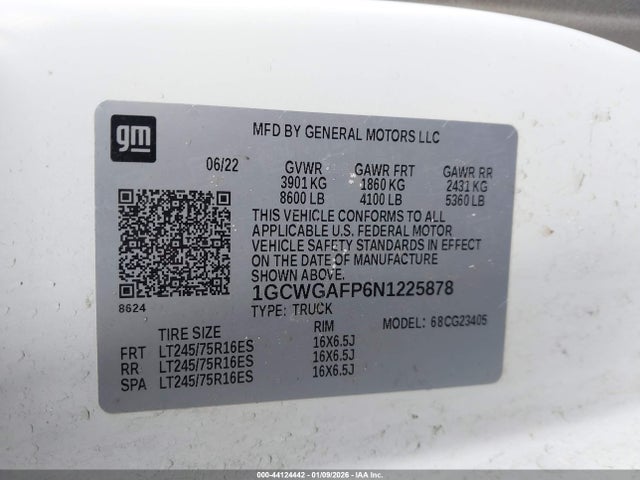 gm
MFD BY GENERAL MOTORS LLC
06/22 GVWR GAWR FRT GAWR RR
3901 KG 1860 KG 2431 KG
8600 LB 4100 LB 5360 LB
THIS VEHICLE CONFORMS TO ALL
APPLICABLE U.S. FEDERAL MOTOR
VEHICLE SAFETY STANDARDS IN EFFECT
ON THE DATE OF MANUFACTURE SHOWN
ABOVE.
1GCWGAFP6N1225878
8624 TYPE: TRUCK MODEL: 68CG23405
TIRE SIZE RIM
FRT LT245/75R16ES 16X6.5J
RR LT245/75R16ES 16X6.5J
SPA LT245/75R16ES 16X6.5J
000-44124442 - 01/09/2026 - IAAI.com